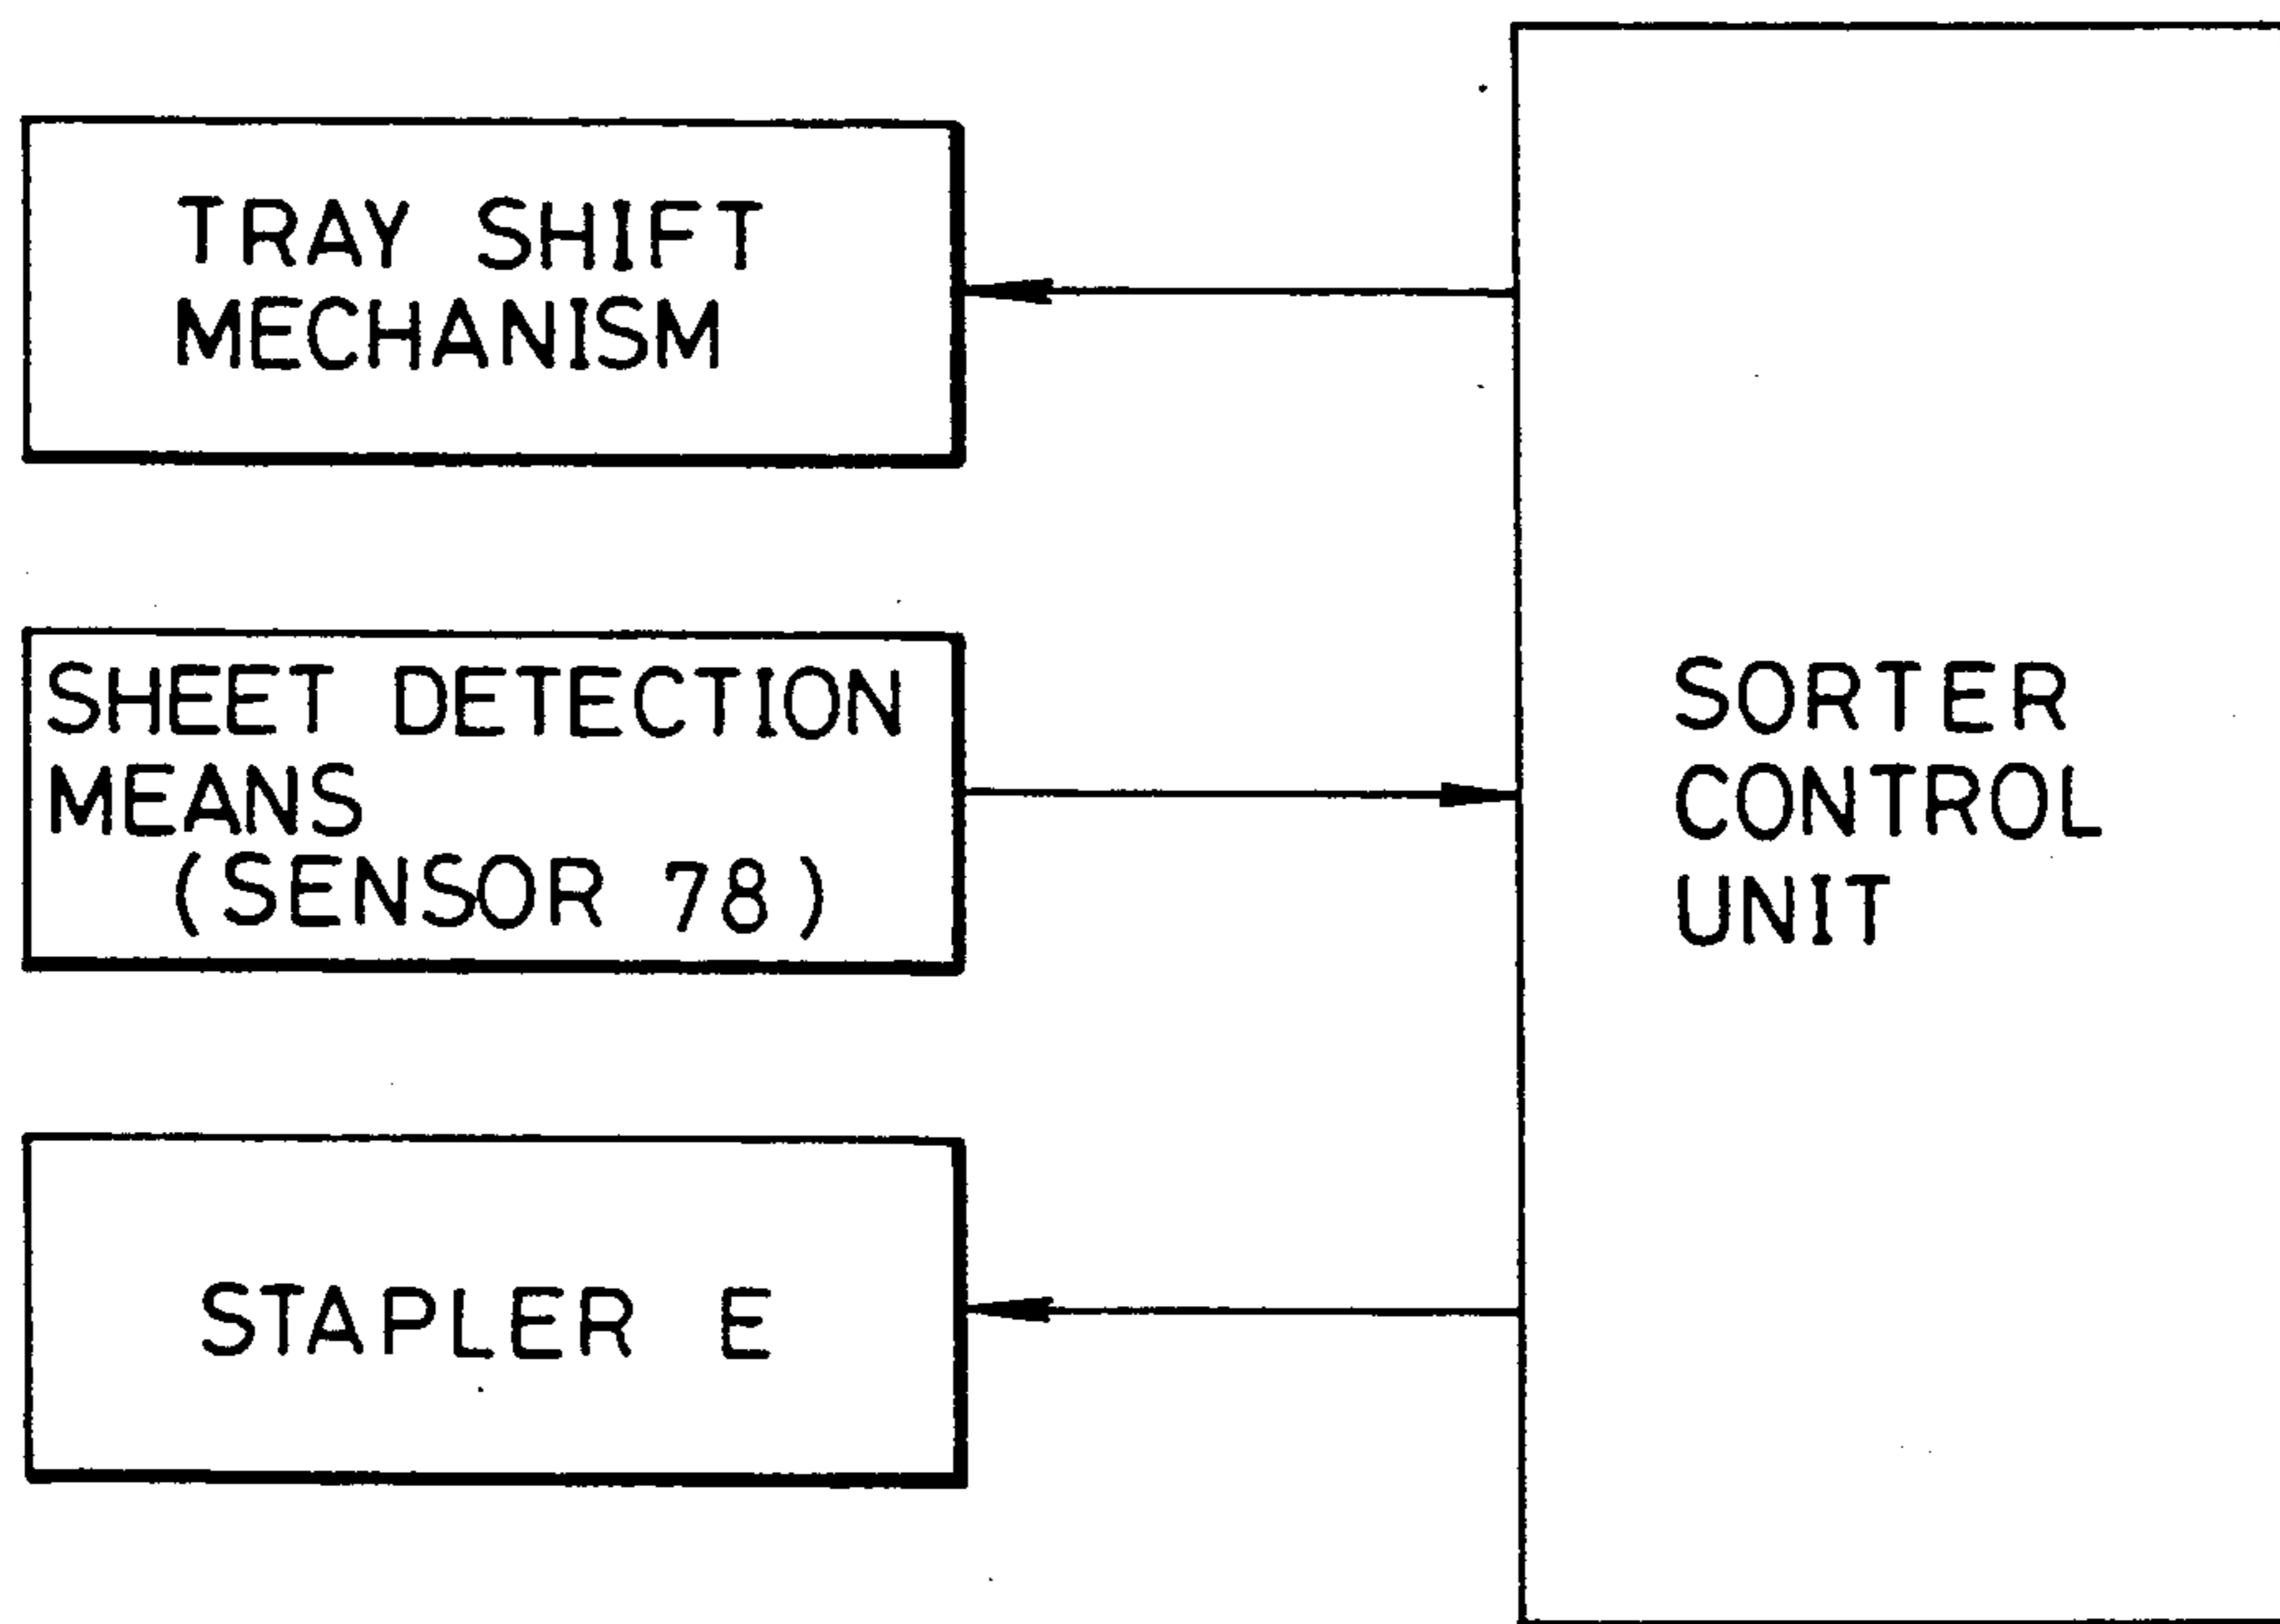 TRAY SHIFT
MECHANISM
SHEET DETECTION
MEANS
(SENSOR 78)
STAPLER E
SORTER
CONTROL
UNIT